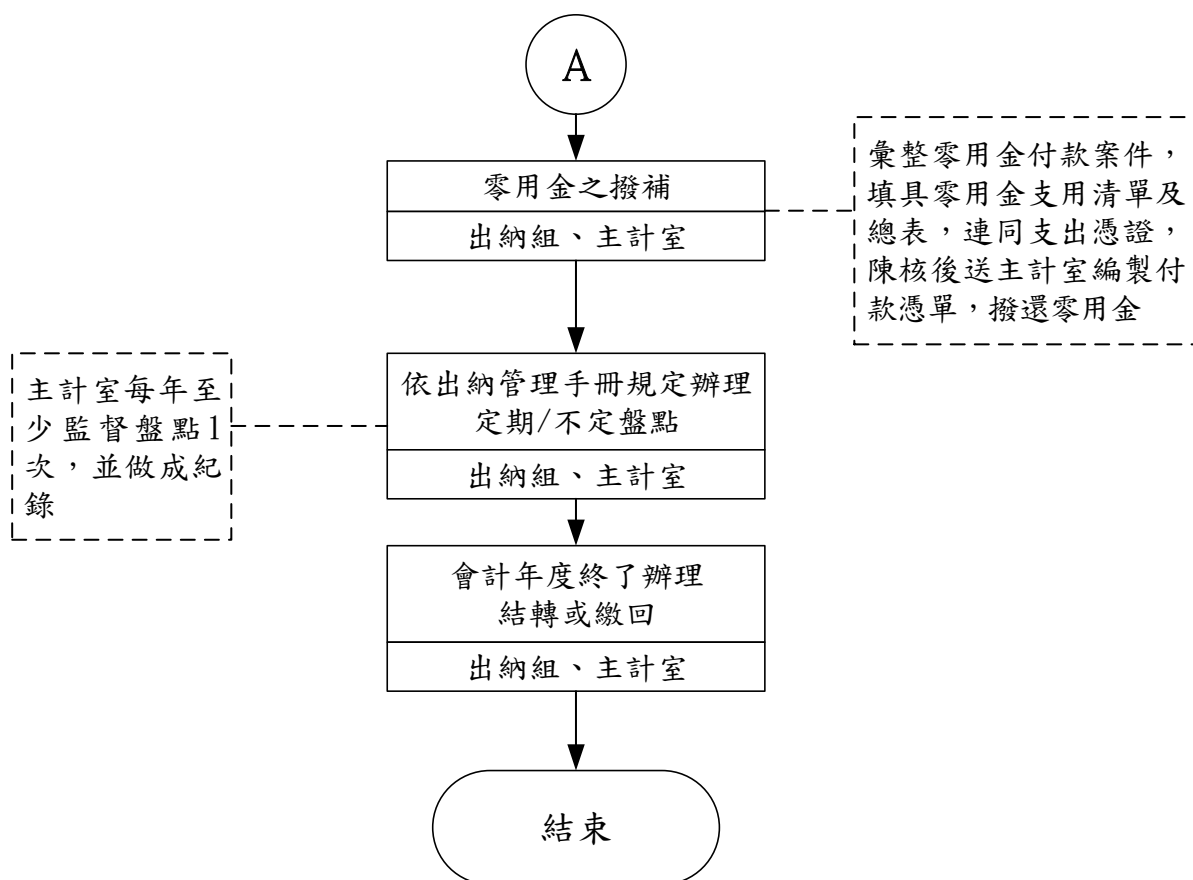 A
零用金之撥補
出納組、主計室
彙整零用金付款案件，
填具零用金支用清單及
總表，連同支出憑證，
陳核後送主計室編製付
款憑單，撥還零用金
依出納管理手冊規定辦理
定期/不定盤點
出納組、主計室
主計室每年至
少監督盤點1
次，並做成紀
錄
會計年度終了辦理
結轉或繳回
出納組、主計室
結束